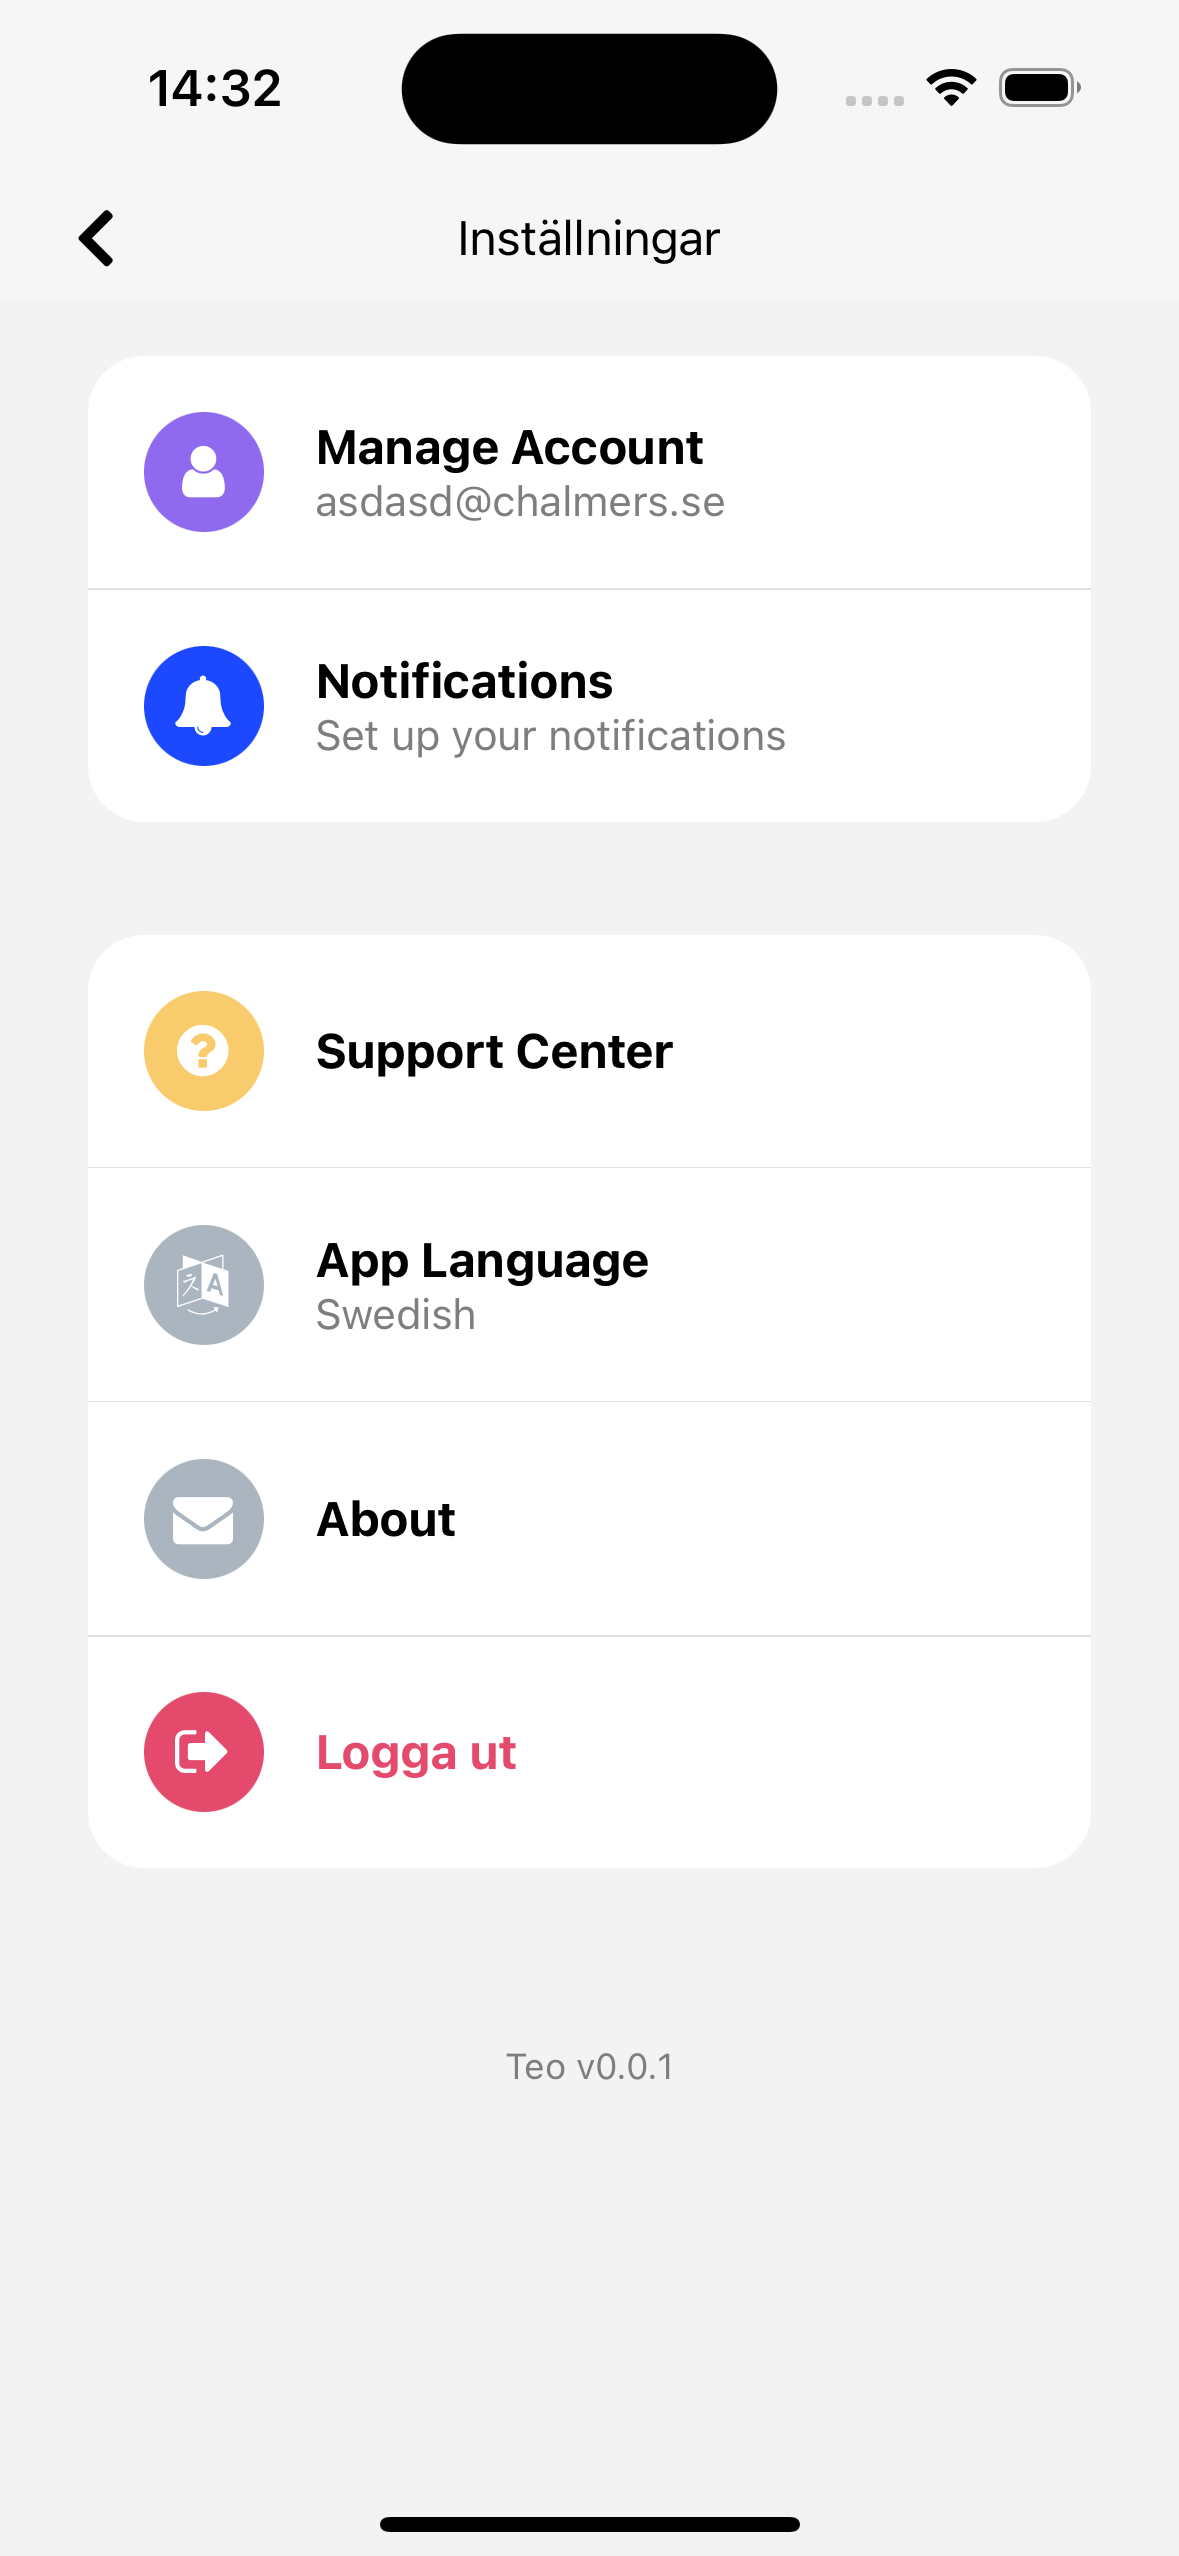 14:32
Inställningar
Manage Account
asdasd@chalmers.se
Notifications
Set up your notifications
Support Center
App Language
Swedish
About
Logga ut
Teo v0.0.1